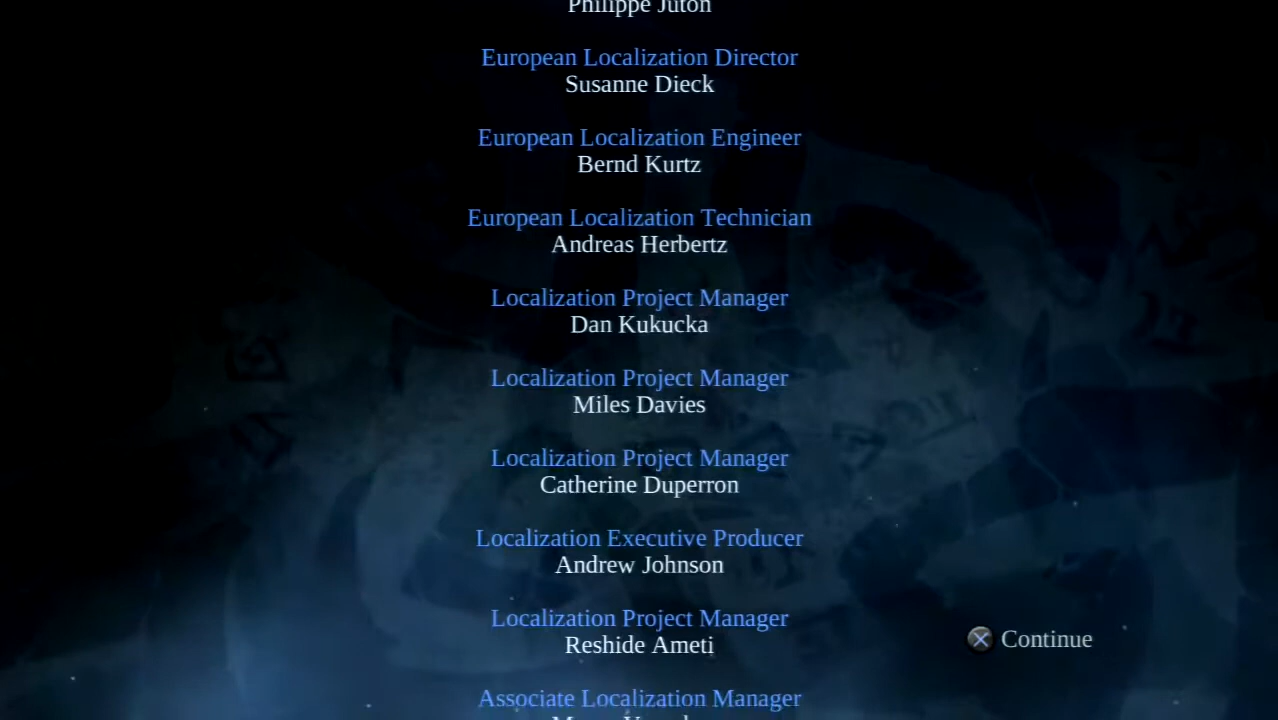 Philippe Juton
European Localization Director
Susanne Dieck
European Localization Engineer
Bernd Kurtz
European Localization Technician
Andreas Herbertz
Localization Project Manager
Dan Kukucka
Localization Project Manager
Miles Davies
Localization Project Manager
Catherine Duperron
Localization Executive Producer
Andrew Johnson
Localization Project Manager
Reshide Ameti
Continue
Associate Localization Manager